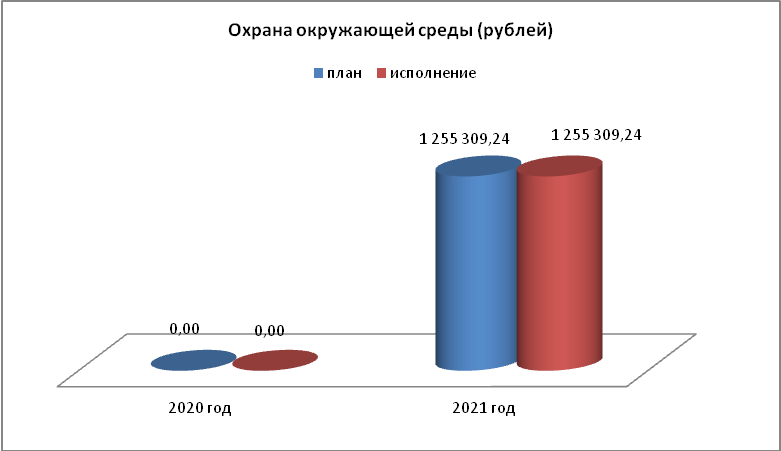 Охрана окружающей среды (рублей)
план исполнение
1 255 309,24 1 255 309,24
0,00 0,00
2020 год 2021 год